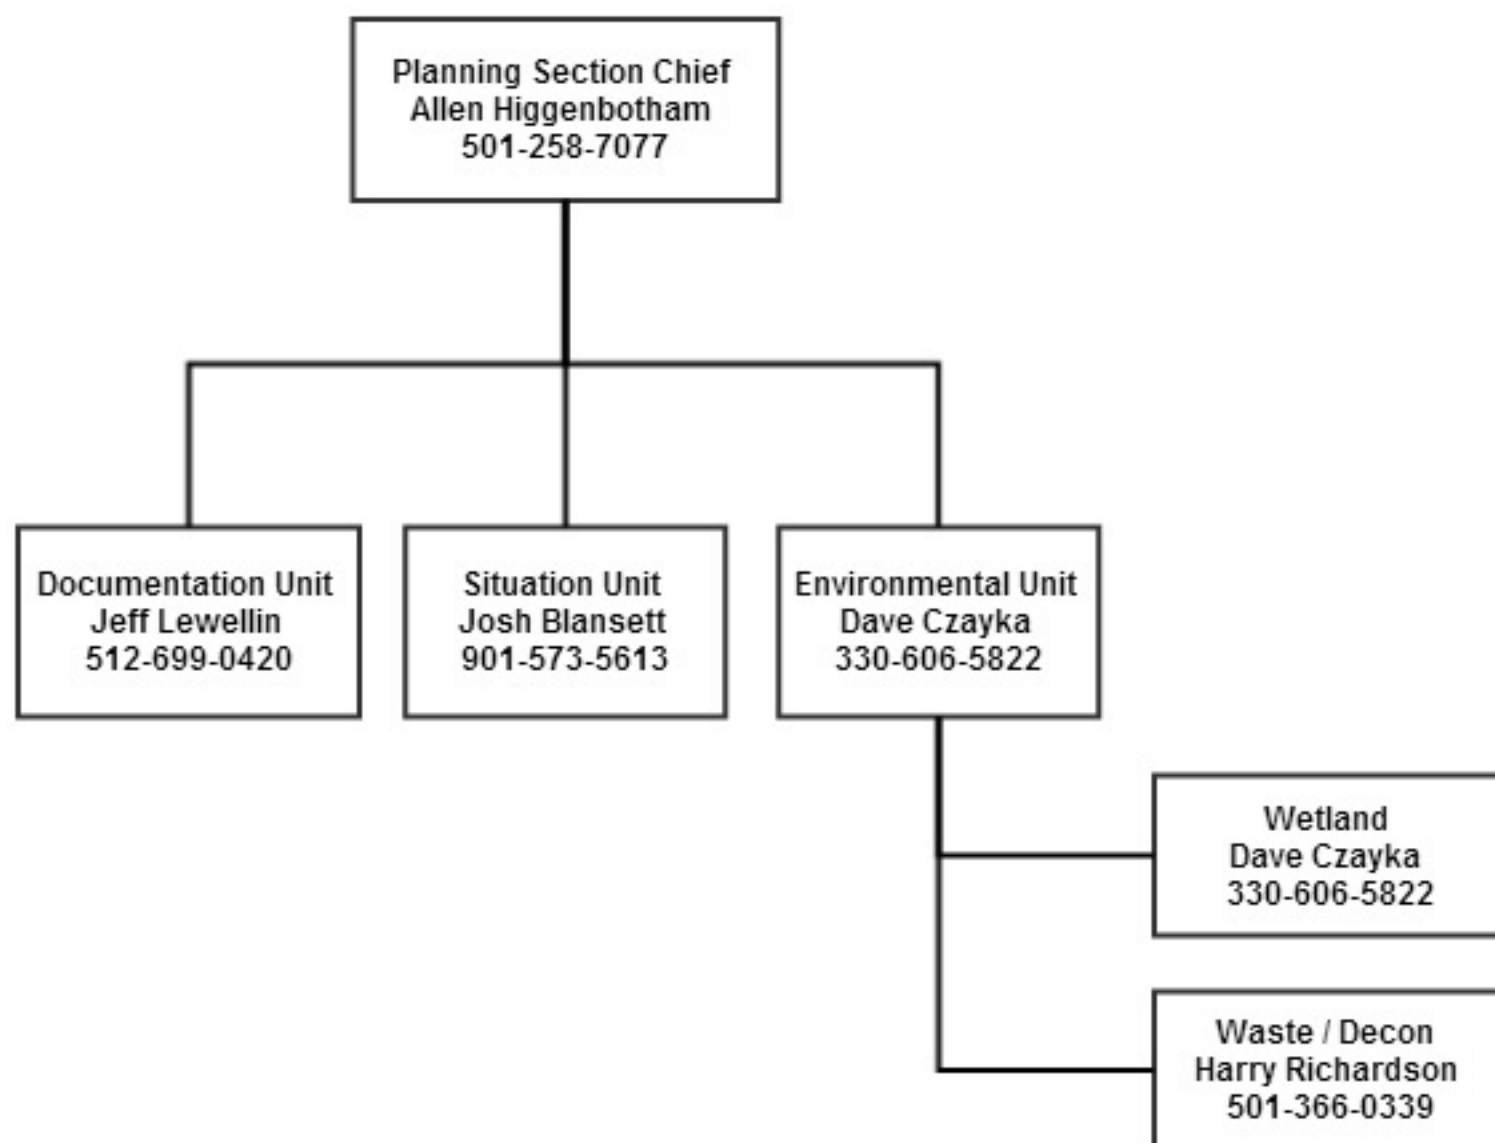 Planning Section Chief
Allen Higgenbotham
501-258-7077
Documentation Unit
Jeff Lewellin
512-699-0420
Situation Unit
Josh Blansett
901-573-5613
Environmental Unit
Dave Czayka
330-606-5822
Wetland
Dave Czayka
330-606-5822
Waste / Decon
Harry Richardson
501-366-0339